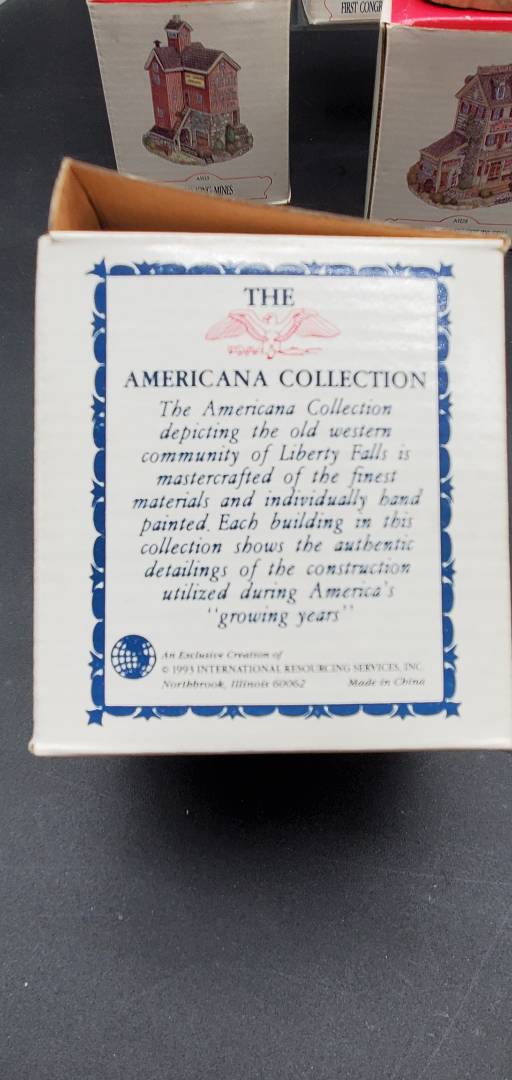 FIRST CONGR
MINES
THE
AMERICANA COLLECTION
The Americana Collection
depicting the old western
community of Liberty Falls is
mastercrafted of the finest
materials and individually hand
painted. Each building in this
collection shows the authentic
detailings of the construction
utilized during America's
"growing years"
An Exclusive Creation of
© 1993 INTERNATIONAL RESOURCING SERVICES, INC.
Northbrook, Illinois 60062 Made in China